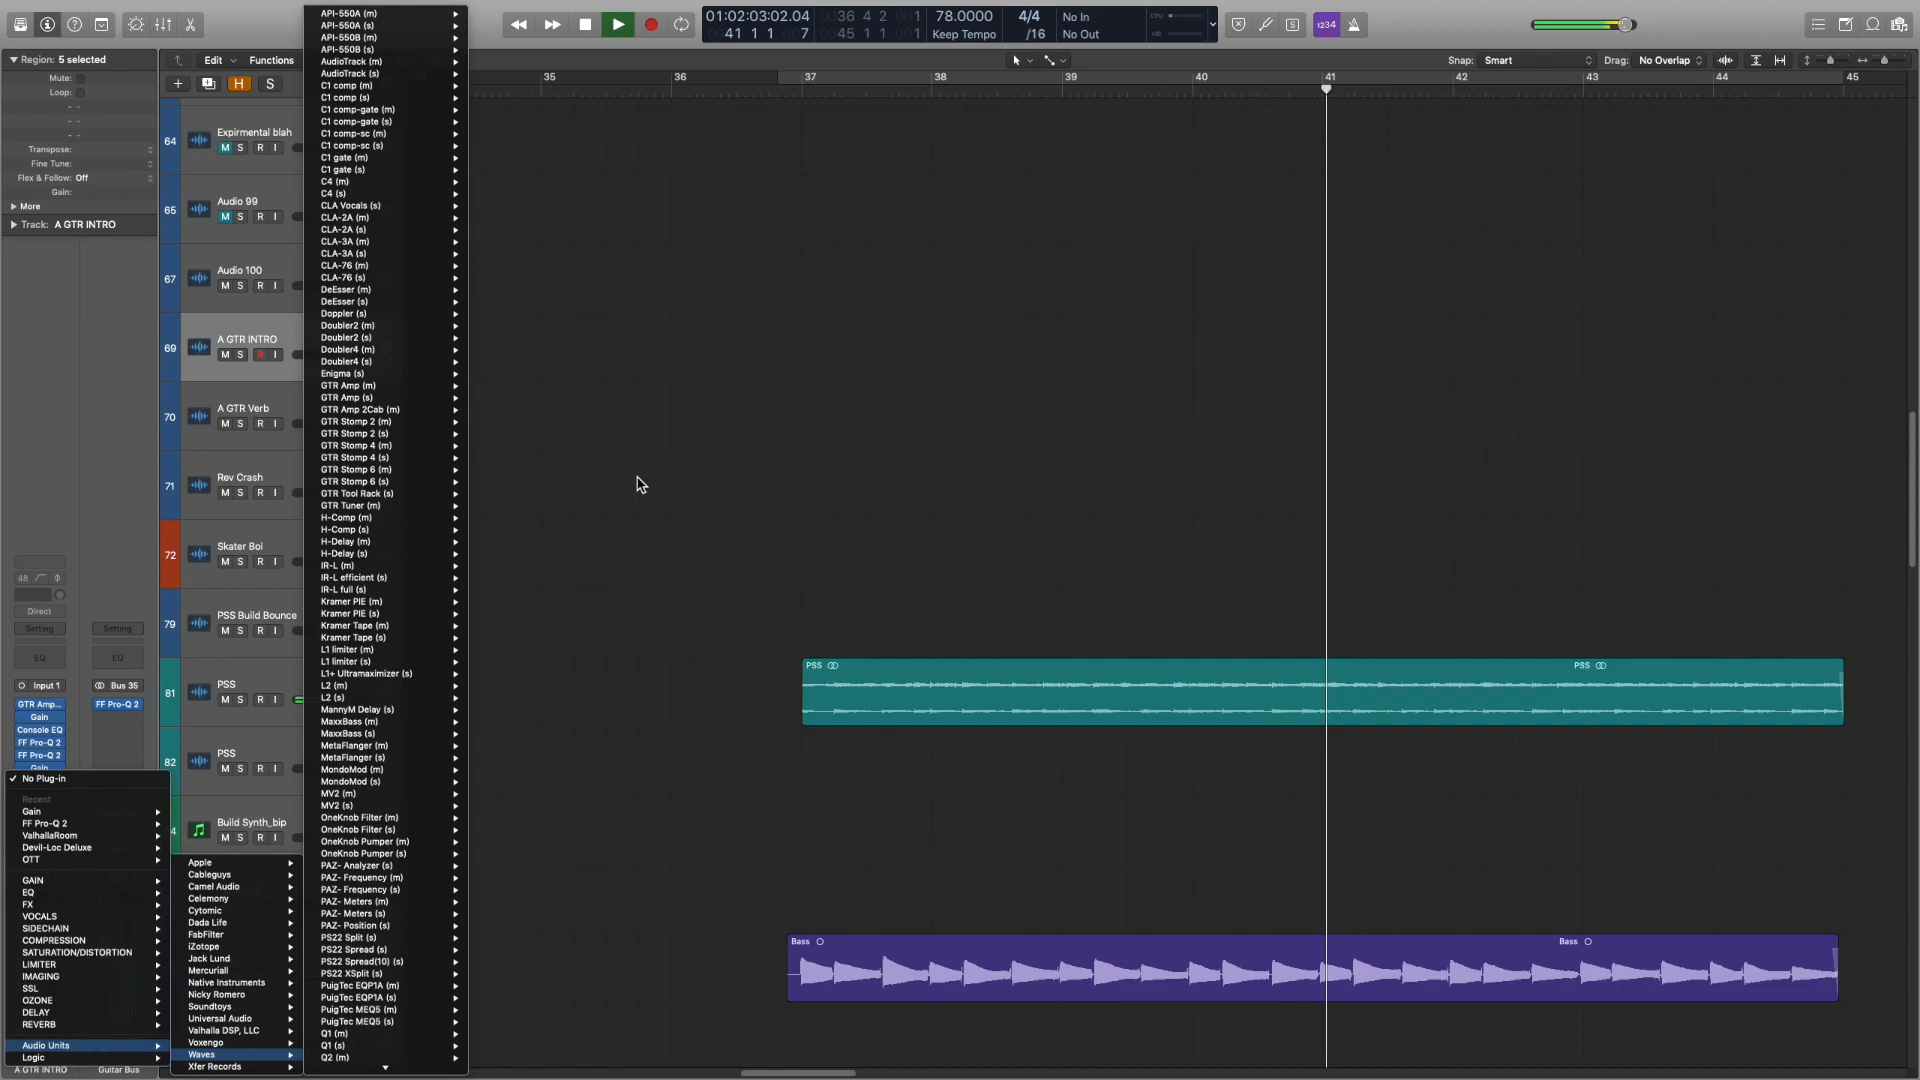 01:02:03:02.04
41 1 1 7
36 4 2 1
45 1 1 1
78.0000
Keep Tempo
4/4
/16
No In
No Out
CPU
HD
1234
Region: 5 selected
Mute:
Loop:
Transpose:
Fine Tune:
Flex & Follow: Off
Gain:
More
Track: A GTR INTRO
Edit
Functions
H
S
Snap: Smart
Drag: No Overlap
35
36
37
38
39
40
41
42
43
44
45
64
Expirmental blah
M S R I
65
Audio 99
M S R I
67
Audio 100
M S R I
69
A GTR INTRO
M S R I
70
A GTR Verb
M S R I
71
Rev Crash
M S R I
72
Skater Boi
M S R I
79
PSS Build Bounce
M S R I
81
PSS
M S R I
82
PSS
M S R I
4
Build Synth_bip
M S R I
PSS
PSS
Bass
Bass
48
Direct
Setting
Setting
EQ
EQ
Input 1
Bus 35
GTR Amp...
FF Pro-Q 2
Gain
Console EQ
FF Pro-Q 2
FF Pro-Q 2
Gain
No Plug-in
Recent
Gain
FF Pro-Q 2
ValhallaRoom
Devil-Loc Deluxe
OTT
GAIN
EQ
FX
VOCALS
SIDECHAIN
COMPRESSION
SATURATION/DISTORTION
LIMITER
IMAGING
SSL
OZONE
DELAY
REVERB
Audio Units
Logic
A GTR INTRO
Guitar Bus
Apple
Cableguys
Camel Audio
Celemony
Cytomic
Dada Life
FabFilter
iZotope
Jack Lund
Mercuriall
Native Instruments
Nicky Romero
Soundtoys
Universal Audio
Valhalla DSP, LLC
Voxengo
Waves
Xfer Records
API-550A (m)
API-550A (s)
API-550B (m)
API-550B (s)
AudioTrack (m)
AudioTrack (s)
C1 comp (m)
C1 comp (s)
C1 comp-gate (m)
C1 comp-gate (s)
C1 comp-sc (m)
C1 comp-sc (s)
C1 gate (m)
C1 gate (s)
C4 (m)
C4 (s)
CLA Vocals (s)
CLA-2A (m)
CLA-2A (s)
CLA-3A (m)
CLA-3A (s)
CLA-76 (m)
CLA-76 (s)
DeEsser (m)
DeEsser (s)
Doppler (s)
Doubler2 (m)
Doubler2 (s)
Doubler4 (m)
Doubler4 (s)
Enigma (s)
GTR Amp (m)
GTR Amp (s)
GTR Amp 2Cab (m)
GTR Stomp 2 (m)
GTR Stomp 2 (s)
GTR Stomp 4 (m)
GTR Stomp 4 (s)
GTR Stomp 6 (m)
GTR Stomp 6 (s)
GTR Tool Rack (s)
GTR Tuner (m)
H-Comp (m)
H-Comp (s)
H-Delay (m)
H-Delay (s)
IR-L (m)
IR-L efficient (s)
IR-L full (s)
Kramer PIE (m)
Kramer PIE (s)
Kramer Tape (m)
Kramer Tape (s)
L1 limiter (m)
L1 limiter (s)
L1+ Ultramaximizer (s)
L2 (m)
L2 (s)
MannyM Delay (s)
MaxxBass (m)
MaxxBass (s)
MetaFlanger (m)
MetaFlanger (s)
MondoMod (m)
MondoMod (s)
MV2 (m)
MV2 (s)
OneKnob Filter (m)
OneKnob Filter (s)
OneKnob Pumper (m)
OneKnob Pumper (s)
PAZ- Analyzer (s)
PAZ- Frequency (m)
PAZ- Frequency (s)
PAZ- Meters (m)
PAZ- Meters (s)
PAZ- Position (s)
PS22 Split (s)
PS22 Spread (s)
PS22 Spread(10) (s)
PS22 XSplit (s)
PuigTec EQP1A (m)
PuigTec EQP1A (s)
PuigTec MEQ5 (m)
PuigTec MEQ5 (s)
Q1 (m)
Q1 (s)
Q2 (m)